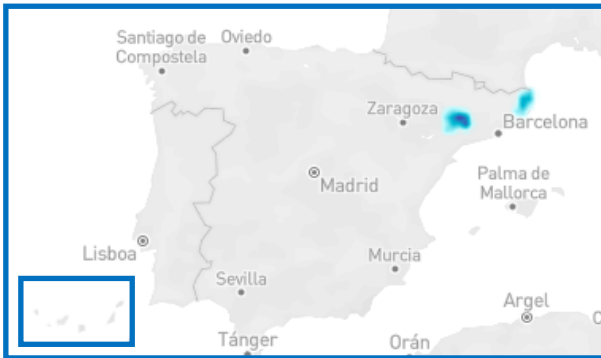 Santiago de
Compostela
Oviedo
Zaragoza
Barcelona
Madrid
Palma de
Mallorca
Lisboa
Murcia
Sevilla
Argel
Tánger
Orán
C